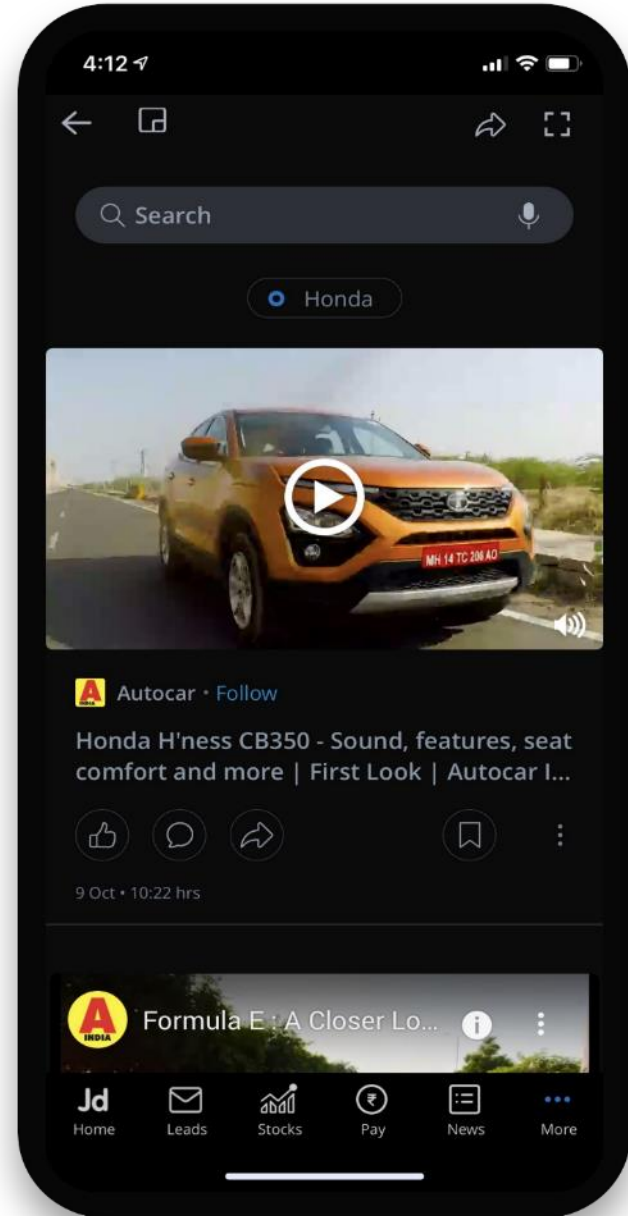 4:12
Search
Honda
MH 14 TC 206 AO
A
INDIA
Autocar • Follow
Honda H'ness CB350 - Sound, features, seat
comfort and more | First Look | Autocar I...
9 Oct • 10:22 hrs
A
INDIA
Formula E : A Closer Lo...
Jd
Home
Leads
Stocks
₹
Pay
News
More